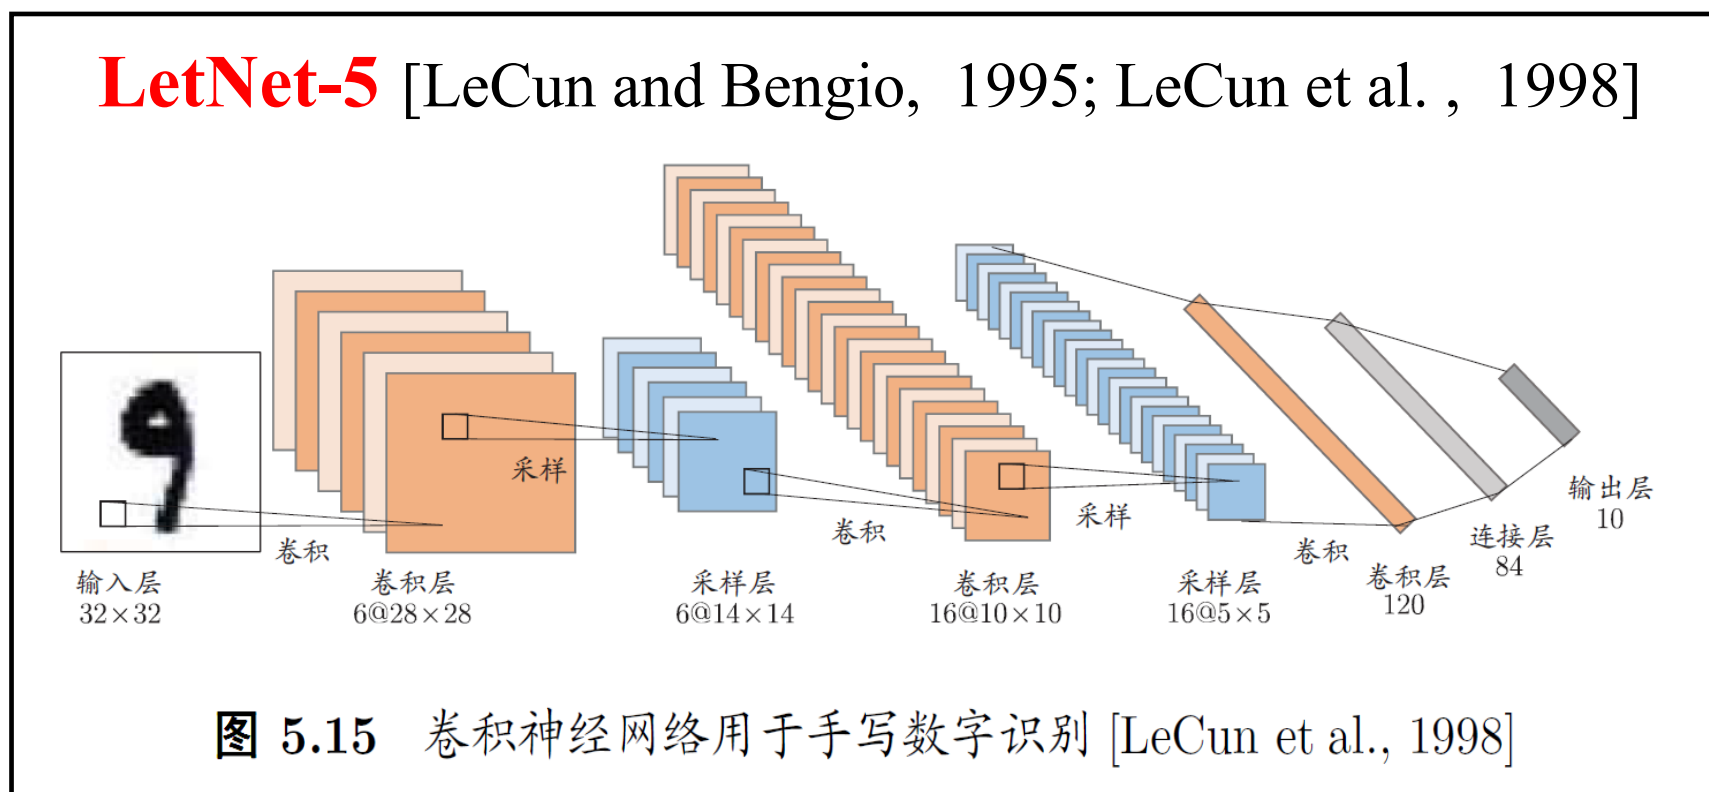 LetNet-5 [LeCun and Bengio, 1995; LeCun et al. , 1998]
采样
卷积
采样
卷积
卷积
输入层
32×32
卷积层
6@28×28
采样层
6@14×14
卷积层
16@10×10
采样层
16@5×5
卷积层
120
连接层
84
输出层
10
图 5.15 卷积神经网络用于手写数字识别 [LeCun et al., 1998]